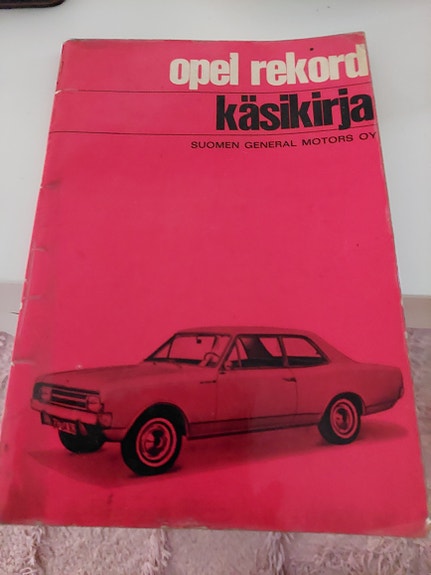 opel rekord
käsikirja
SUOMEN GENERAL MOTORS OY